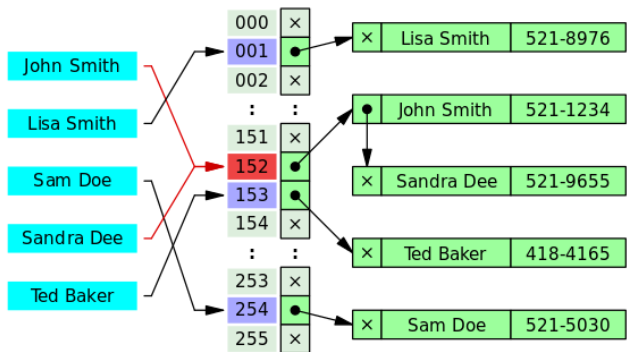 John Smith
Lisa Smith
Sam Doe
Sandra Dee
Ted Baker
000 ×
001
002 ×
: :
151 ×
152
153
154 ×
: :
253 ×
254
255 ×
× Lisa Smith 521-8976
John Smith 521-1234
× Sandra Dee 521-9655
× Ted Baker 418-4165
× Sam Doe 521-5030